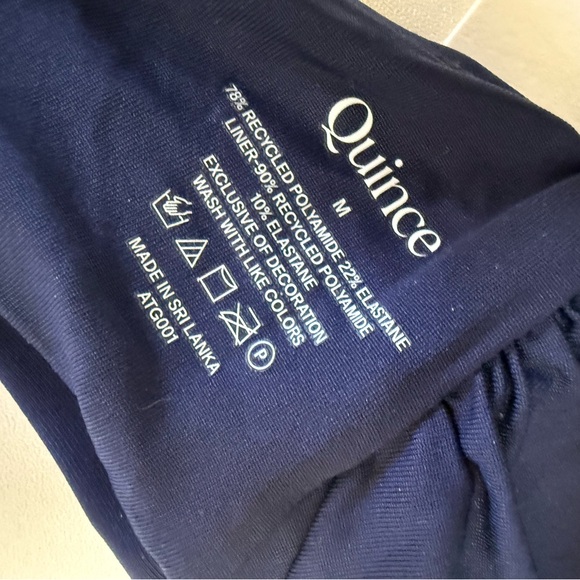 Quince
M
78% RECYCLED POLYAMIDE 22% ELASTANE
LINER-90% RECYCLED POLYAMIDE
10% ELASTANE
EXCLUSIVE OF DECORATION
WASH WITH LIKE COLORS
P
MADE IN SRI LANKA
ATG001